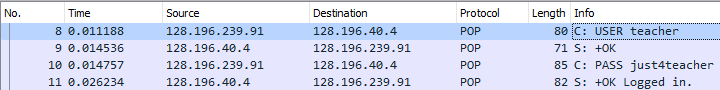 No. Time Source Destination Protocol Length Info
8 0.011188 128.196.239.91 128.196.40.4 POP 80 C: USER teacher
9 0.014536 128.196.40.4 128.196.239.91 POP 71 S: +OK
10 0.014757 128.196.239.91 128.196.40.4 POP 85 C: PASS just4teacher
11 0.026234 128.196.40.4 128.196.239.91 POP 82 S: +OK Logged in.